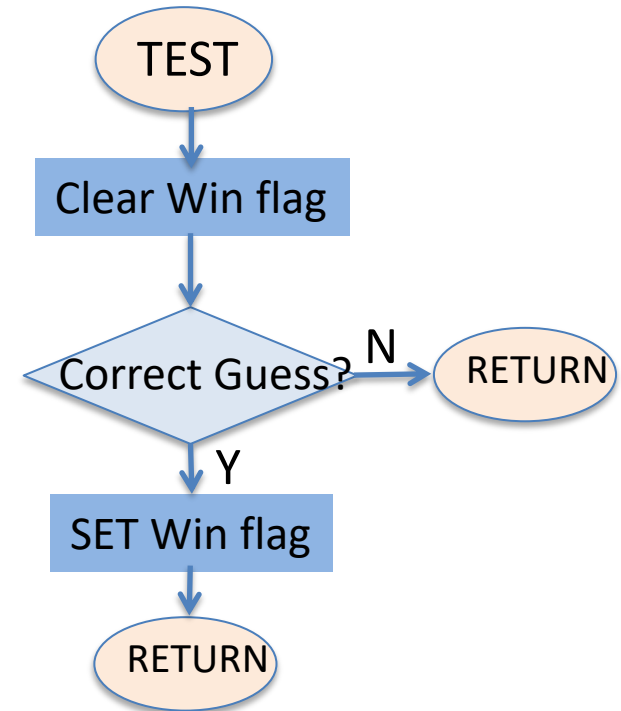 TEST
Clear Win flag
Correct Guess?
N
RETURN
Y
SET Win flag
RETURN